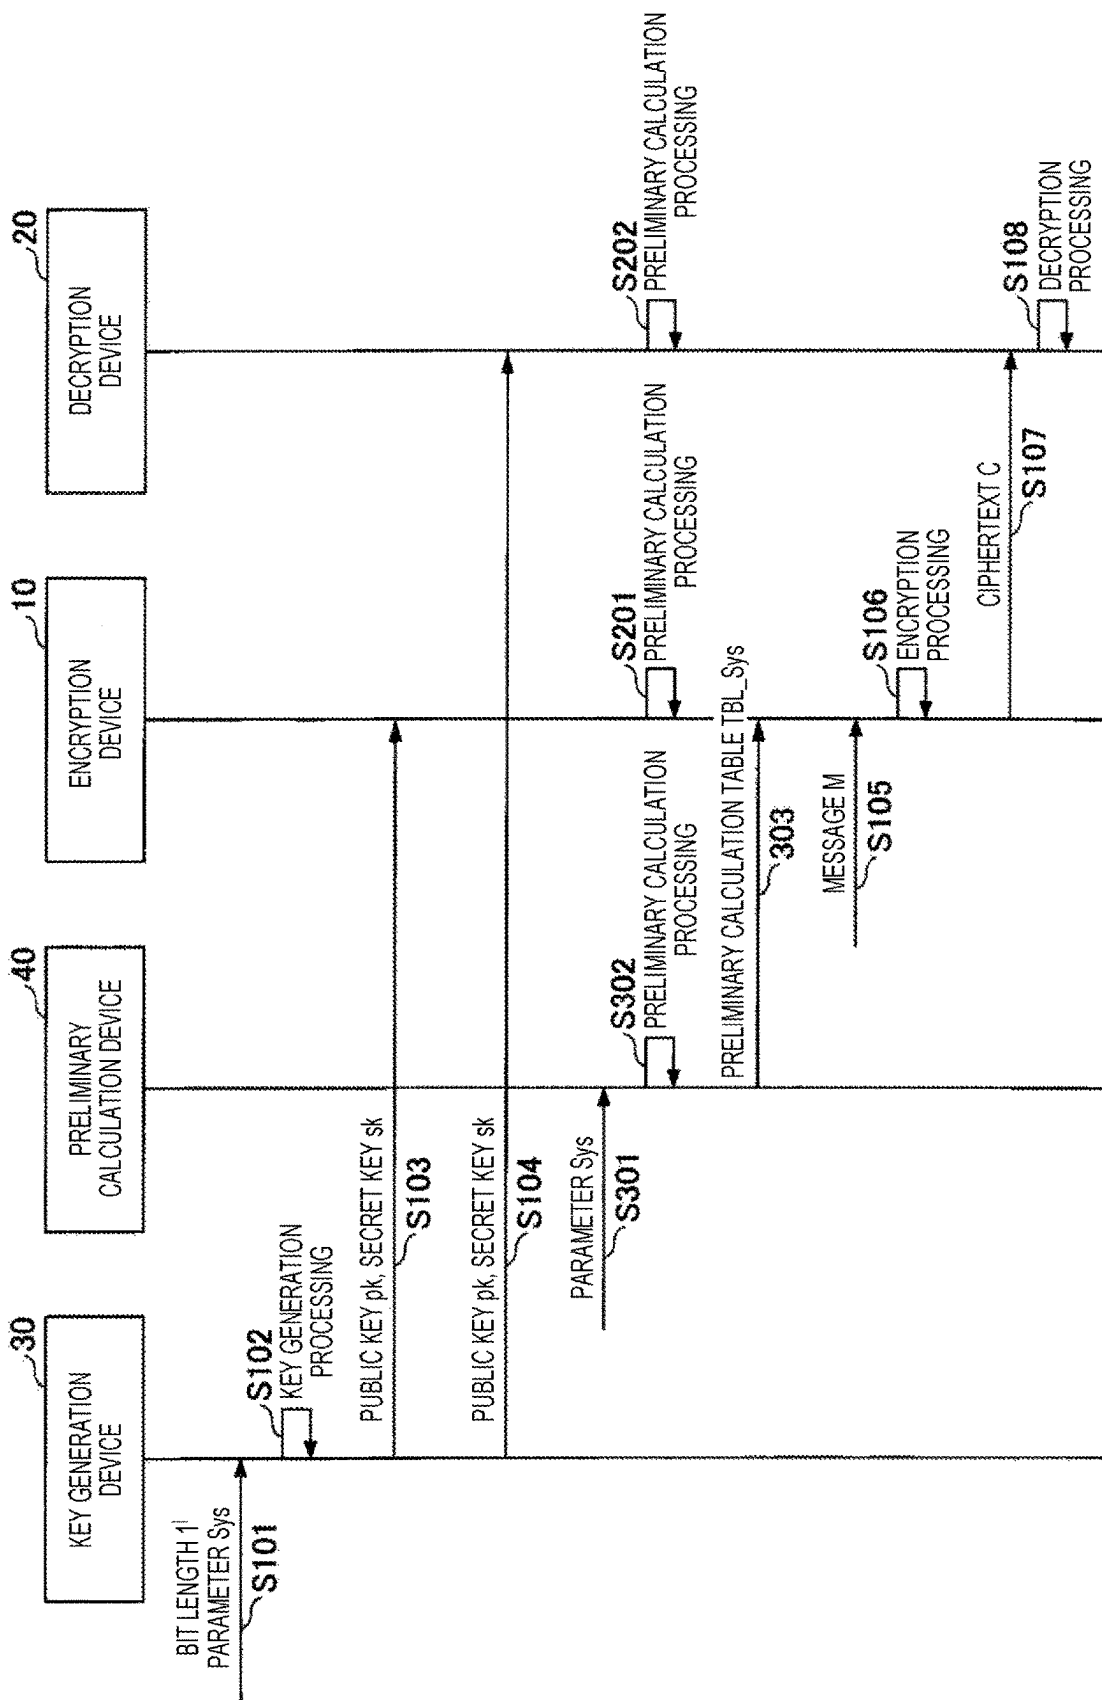 30
KEY GENERATION
DEVICE
40
PRELIMINARY
CALCULATION DEVICE
10
ENCRYPTION
DEVICE
20
DECRYPTION
DEVICE
BIT LENGTH 1^l
PARAMETER Sys
S101
S102
KEY GENERATION
PROCESSING
PUBLIC KEY pk, SECRET KEY sk
S103
PUBLIC KEY pk, SECRET KEY sk
S104
PARAMETER Sys
S301
S302
PRELIMINARY CALCULATION
PROCESSING
S201
PRELIMINARY CALCULATION
PROCESSING
S202
PRELIMINARY CALCULATION
PROCESSING
PRELIMINARY CALCULATION TABLE TBL_Sys
303
MESSAGE M
S105
S106
ENCRYPTION
PROCESSING
CIPHERTEXT C
S107
S108
DECRYPTION
PROCESSING